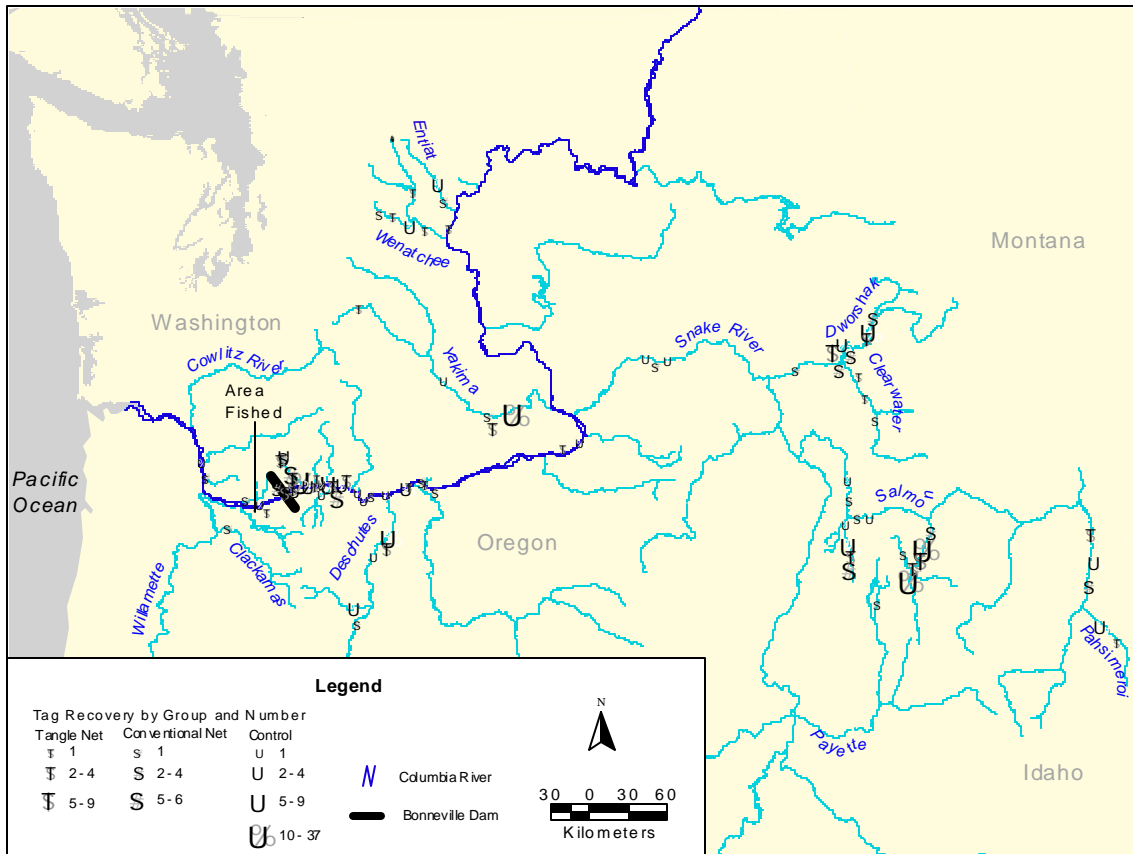 Entiat
Wenatchee
Montana
Washington
Dworshak
Snake River
Cowlitz River
Yakima
Clearwater
Area
Fished
Pacific
Ocean
Salmon
Oregon
Deschutes
Clackamas
Willamette
Pahsimeroi
Payette
Idaho
Legend
Tag Recovery by Group and Number
Tangle Net Conventional Net Control
T 1 S 1 U 1
T 2-4 S 2-4 U 2-4
T 5-9 S 5-6 U 5-9
U 10-37
Columbia River
Bonneville Dam
N
30 0 30 60
Kilometers